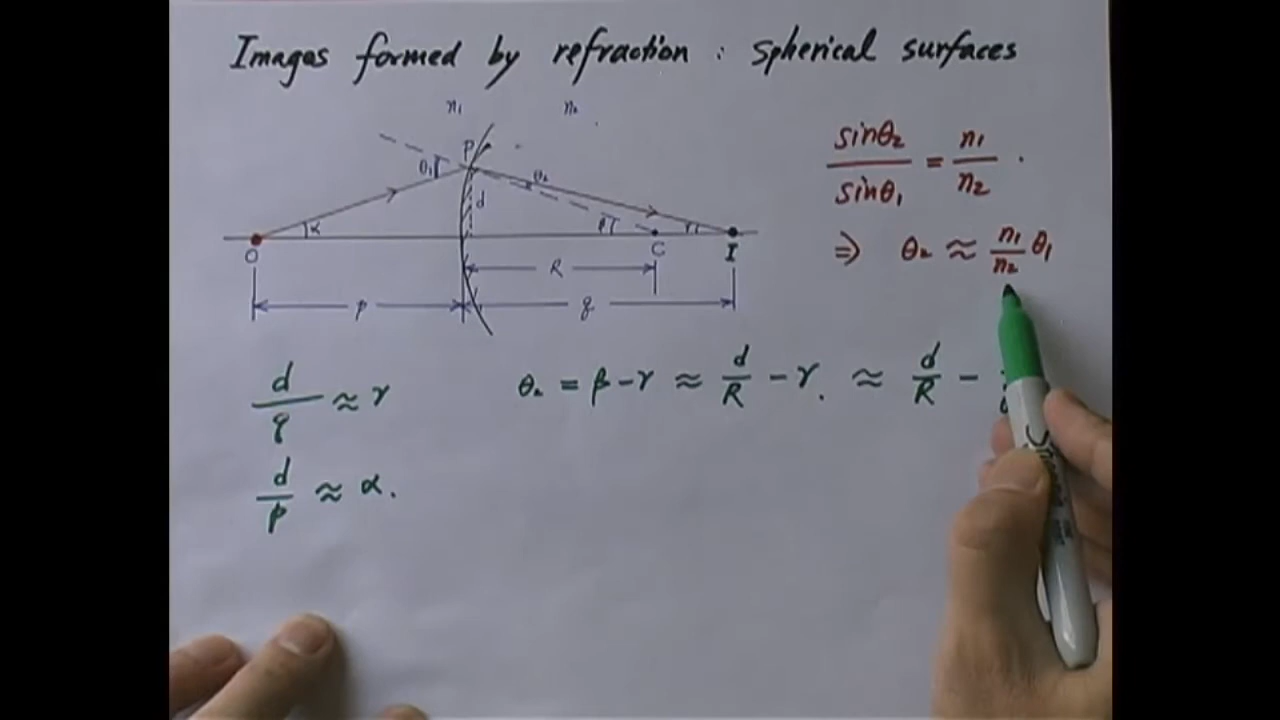 Images formed by refraction : Spherical surfaces
n₁ n₂
P
θ₁ θ₂
d
α β γ
O C I
R
p q
sinθ₂ / sinθ₁ = n₁ / n₂ .
⇒ θ₂ ≈ n₁/n₂ θ₁
d/q ≈ γ
θ₂ = β - γ ≈ d/R - γ. ≈ d/R -
d/p ≈ α.